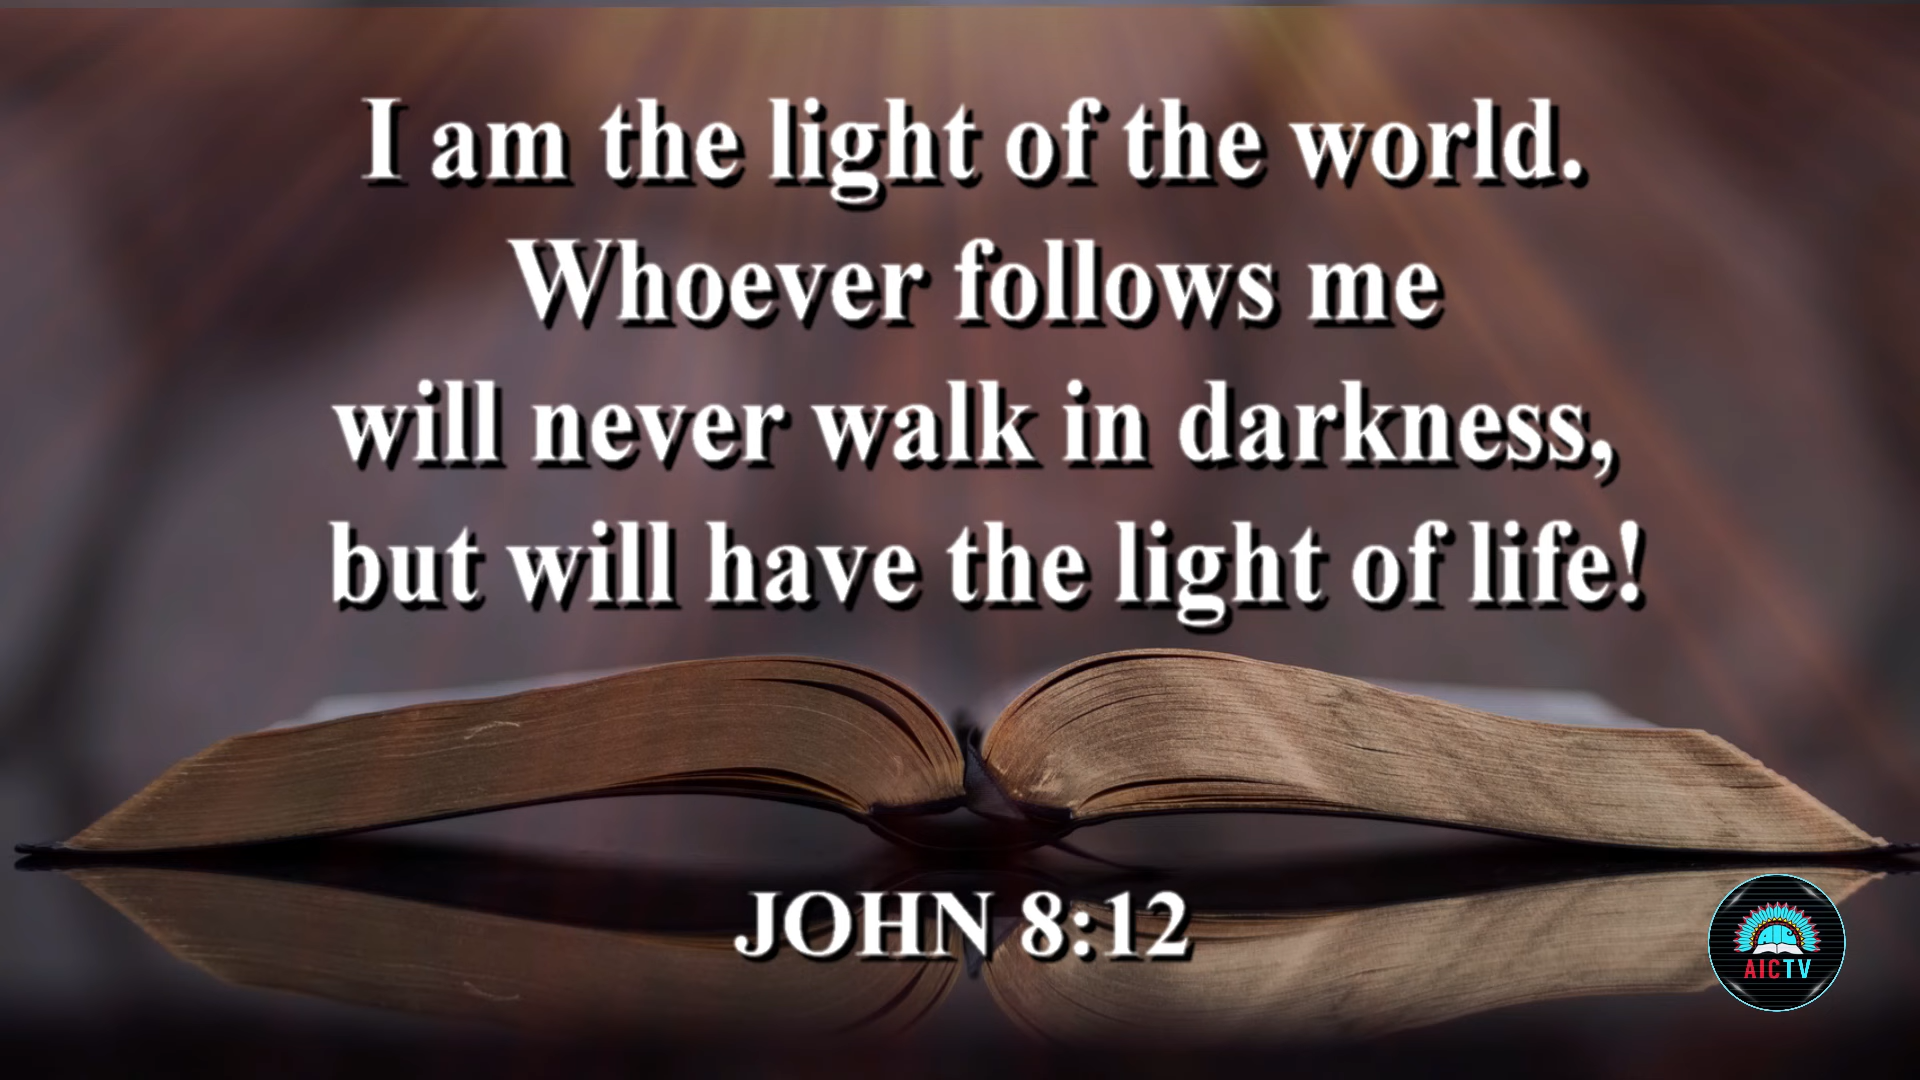 I am the light of the world.
Whoever follows me
will never walk in darkness,
but will have the light of life!
JOHN 8:12
AICTV